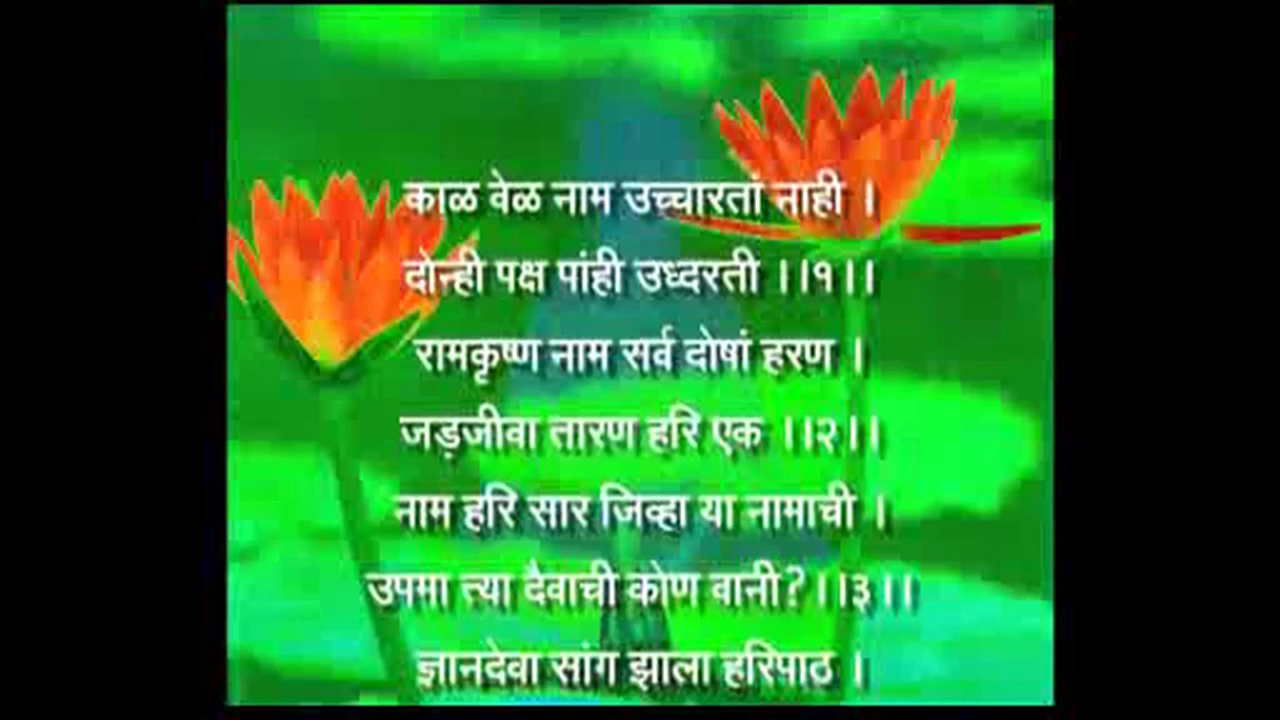 काळ वेळ नाम उच्चारतां नाही ।
दोन्ही पक्ष पांही उध्दरती ।।१।।
रामकृष्ण नाम सर्व दोषां हरण ।
जड़जीवा तारण हरि एक ।।२।।
नाम हरि सार जिव्हा या नामाची ।
उपमा त्या दैवाची कोण वानी?।।३।।
ज्ञानदेवा सांग झाला हरिपाठ ।